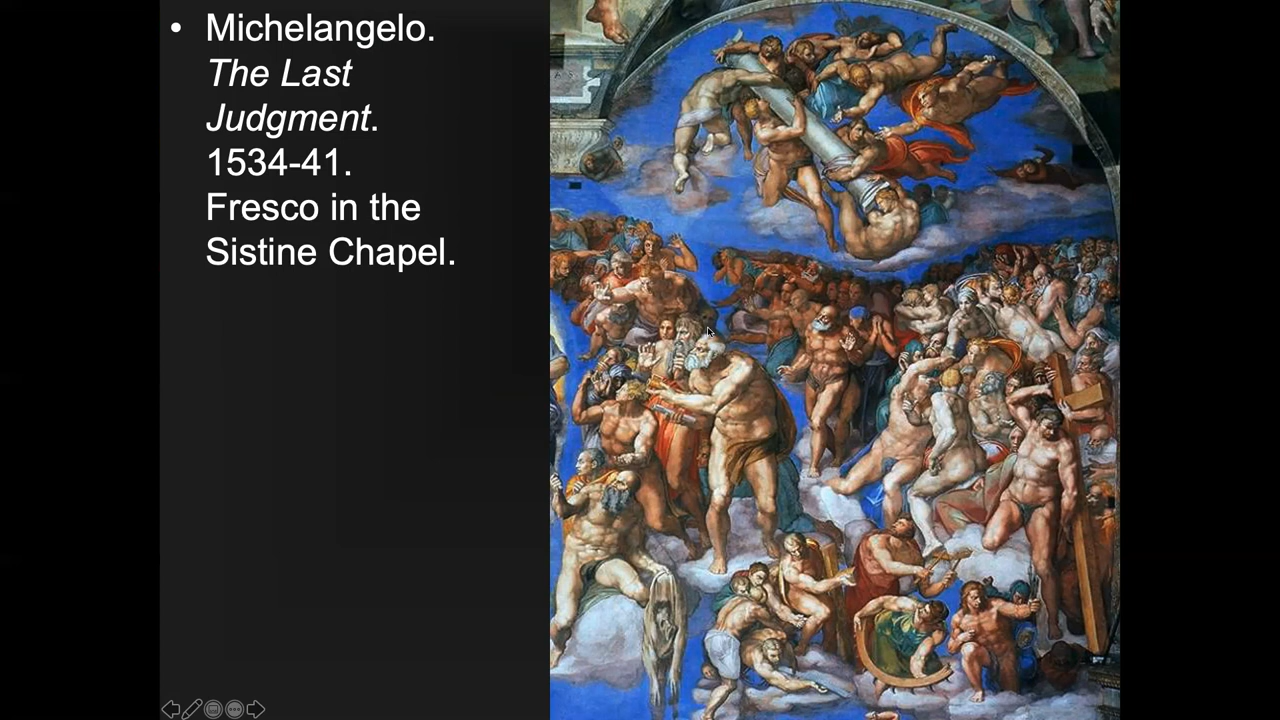 • Michelangelo.
The Last
Judgment.
1534-41.
Fresco in the
Sistine Chapel.